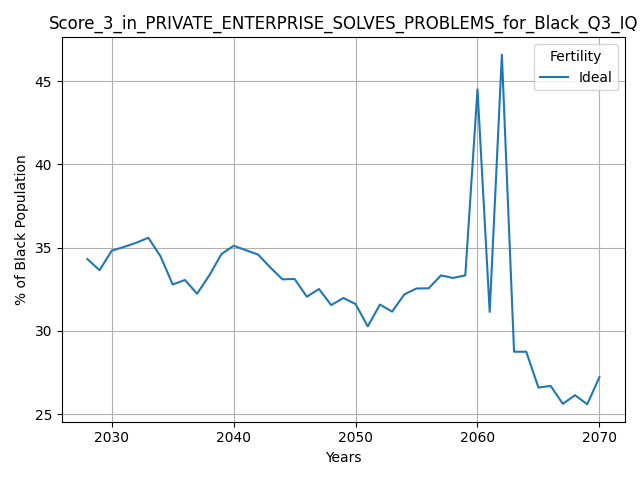 Score_3_in_PRIVATE_ENTERPRISE_SOLVES_PROBLEMS_for_Black_Q3_IQ
Fertility
Ideal
% of Black Population
45
40
35
30
25
2030
2040
2050
2060
2070
Years